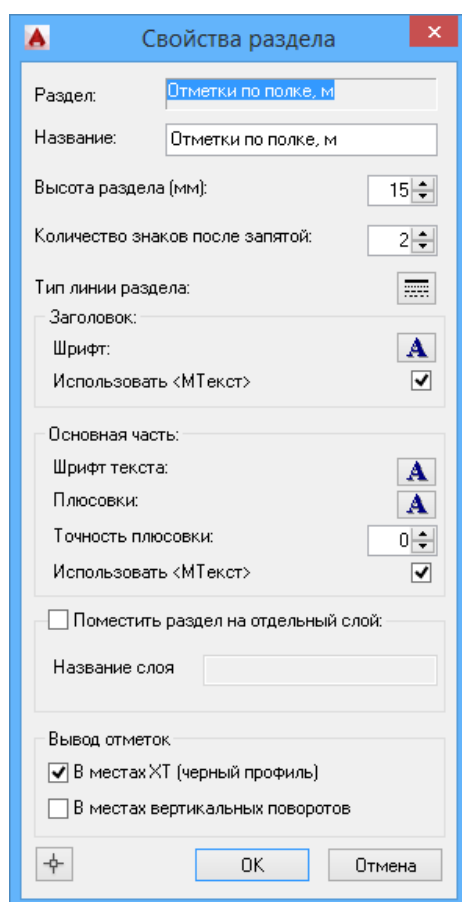 Свойства раздела
Раздел: Отметки по полке, м
Название: Отметки по полке, м
Высота раздела (мм): 15
Количество знаков после запятой: 2
Тип линии раздела:
Заголовок:
Шрифт: A
Использовать <МТекст>
Основная часть:
Шрифт текста: A
Плюсовки: A
Точность плюсовки: 0
Использовать <МТекст>
Поместить раздел на отдельный слой:
Название слоя
Вывод отметок
В местах ХТ (черный профиль)
В местах вертикальных поворотов
OK Отмена